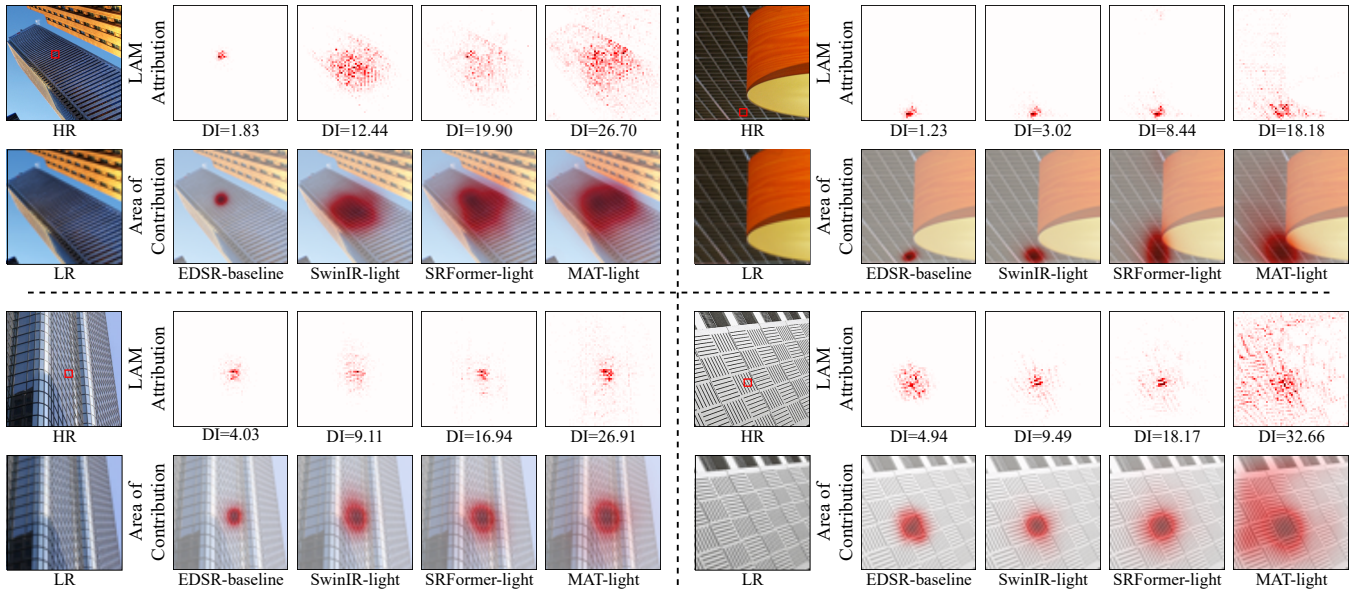 LAM
Attribution
HR
DI=1.83 DI=12.44 DI=19.90 DI=26.70
Area of
Contribution
LR
EDSR-baseline SwinIR-light SRFormer-light MAT-light
LAM
Attribution
HR
DI=1.23 DI=3.02 DI=8.44 DI=18.18
Area of
Contribution
LR
EDSR-baseline SwinIR-light SRFormer-light MAT-light
LAM
Attribution
HR
DI=4.03 DI=9.11 DI=16.94 DI=26.91
Area of
Contribution
LR
EDSR-baseline SwinIR-light SRFormer-light MAT-light
LAM
Attribution
HR
DI=4.94 DI=9.49 DI=18.17 DI=32.66
Area of
Contribution
LR
EDSR-baseline SwinIR-light SRFormer-light MAT-light